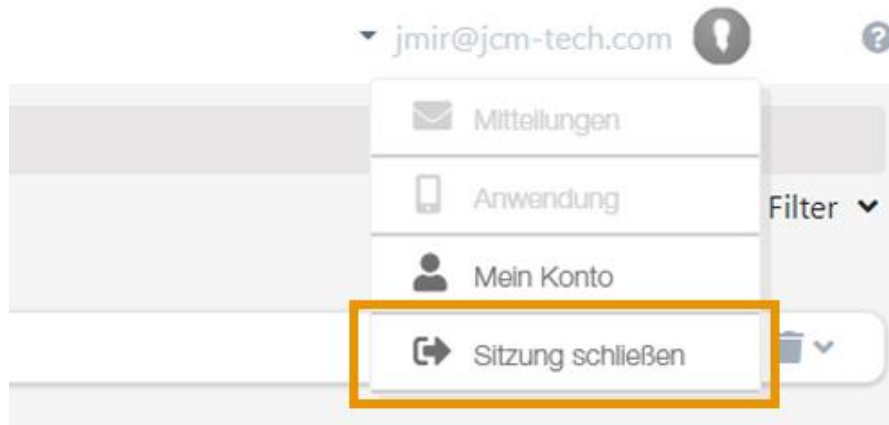 jmir@jcm-tech.com
Mitteilungen
Anwendung
Filter
Mein Konto
Sitzung schließen